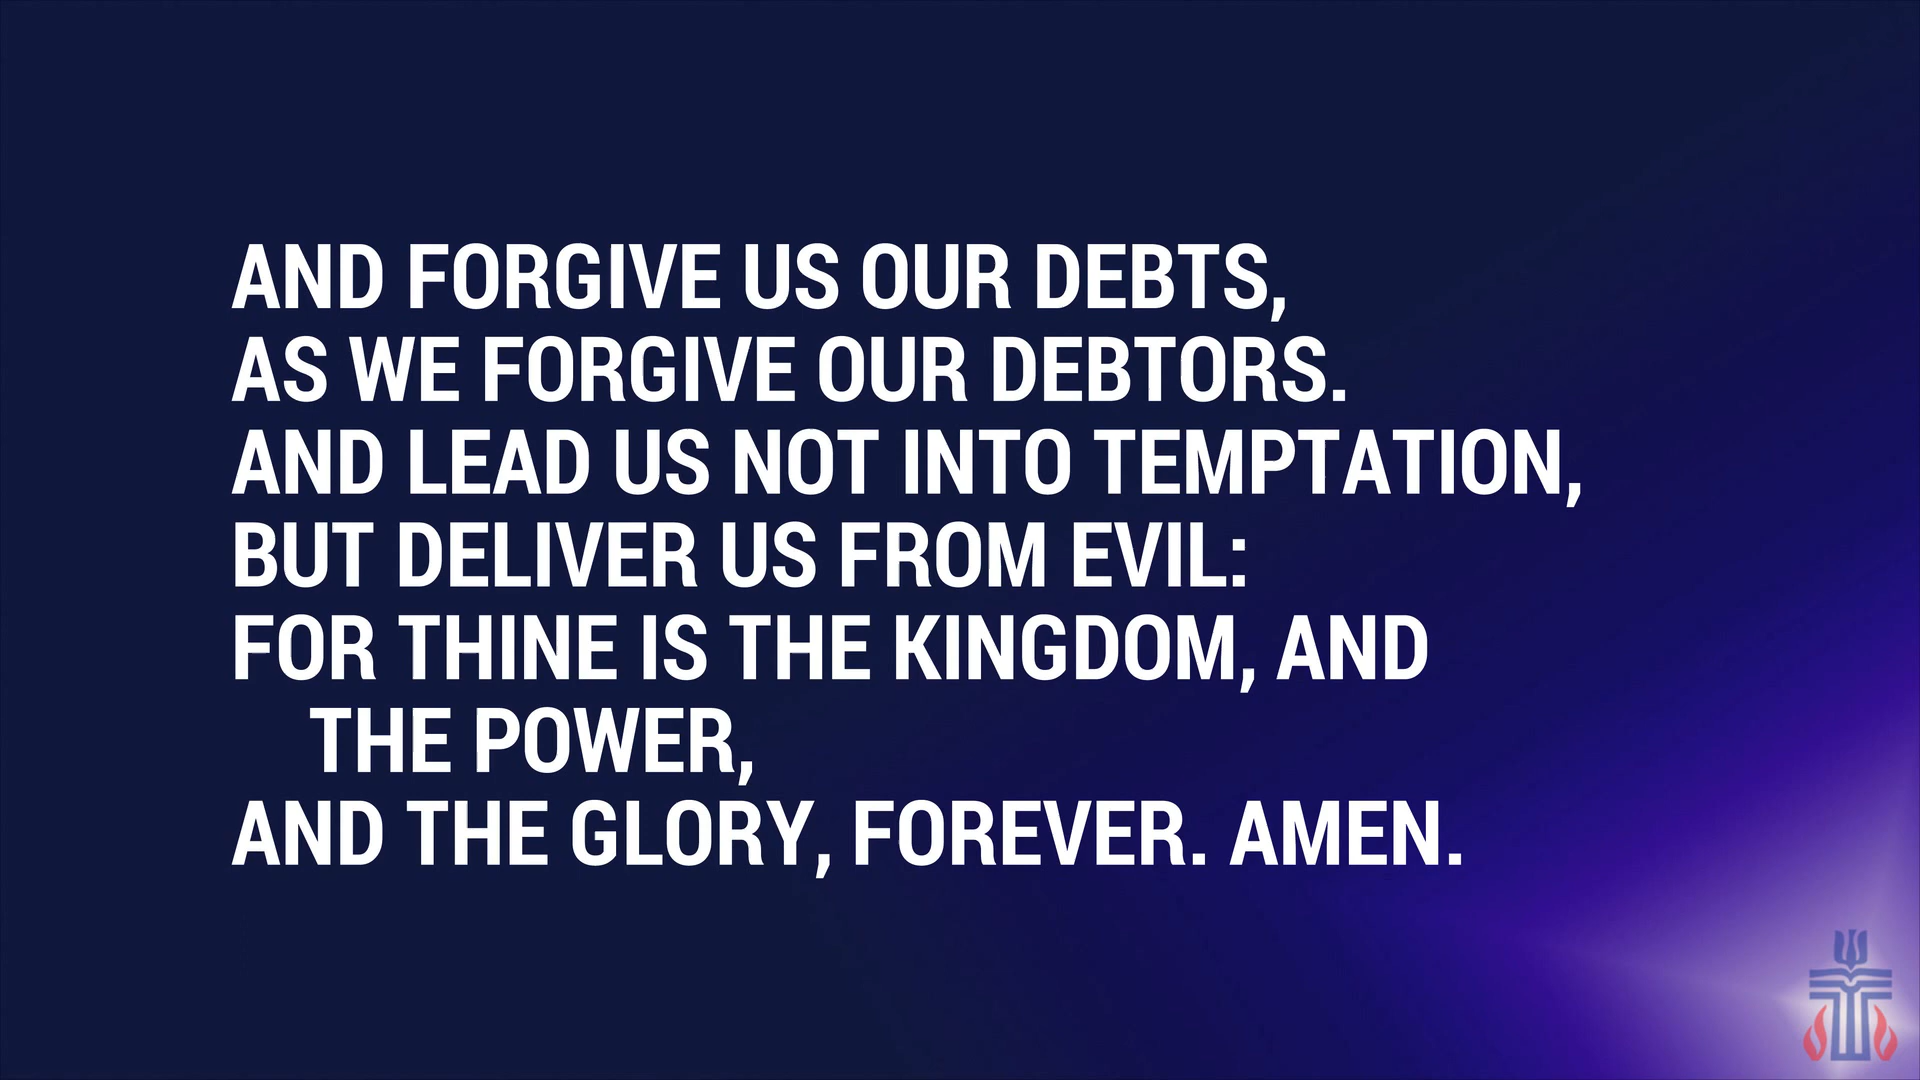 AND FORGIVE US OUR DEBTS,
AS WE FORGIVE OUR DEBTORS.
AND LEAD US NOT INTO TEMPTATION,
BUT DELIVER US FROM EVIL:
FOR THINE IS THE KINGDOM, AND
THE POWER,
AND THE GLORY, FOREVER. AMEN.